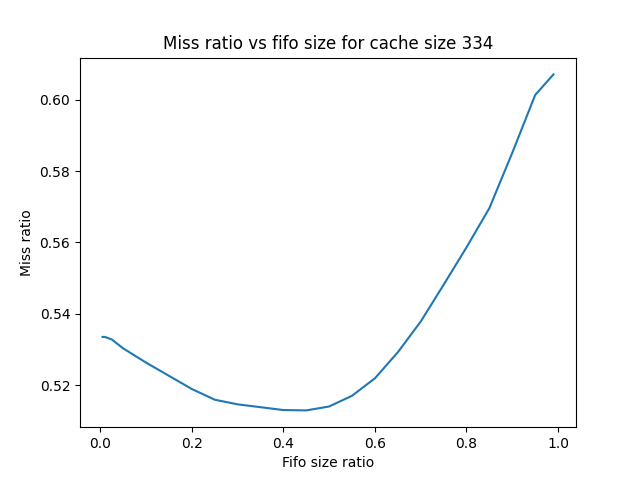 Miss ratio vs fifo size for cache size 334
Miss ratio
0.60
0.58
0.56
0.54
0.52
0.0 0.2 0.4 0.6 0.8 1.0
Fifo size ratio